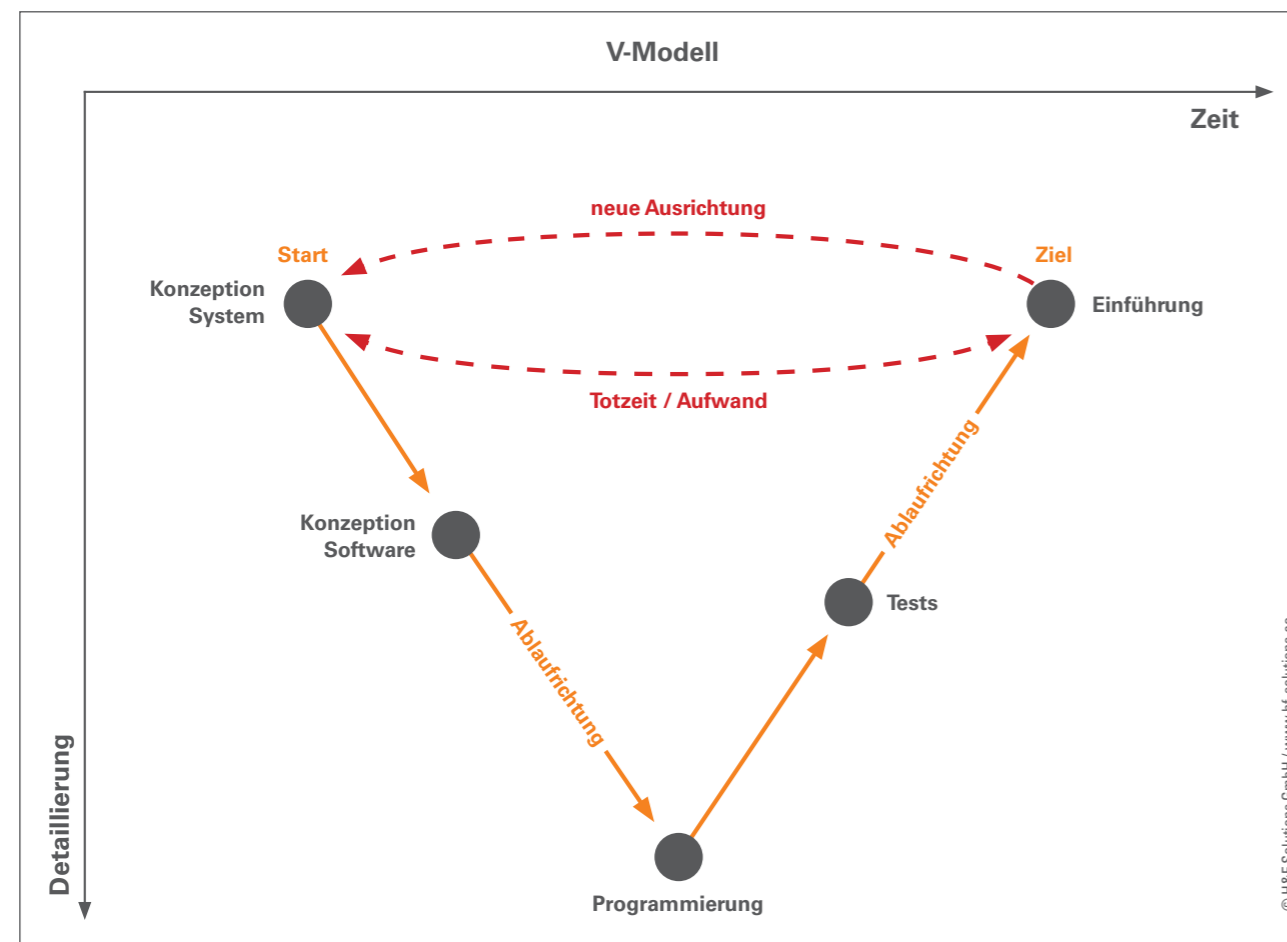 V-Modell
Zeit
neue Ausrichtung
Start
Ziel
Konzeption
System
Einführung
Totzeit / Aufwand
Ablaufrichtung
Konzeption
Software
Tests
Ablaufrichtung
Detaillierung
Programmierung